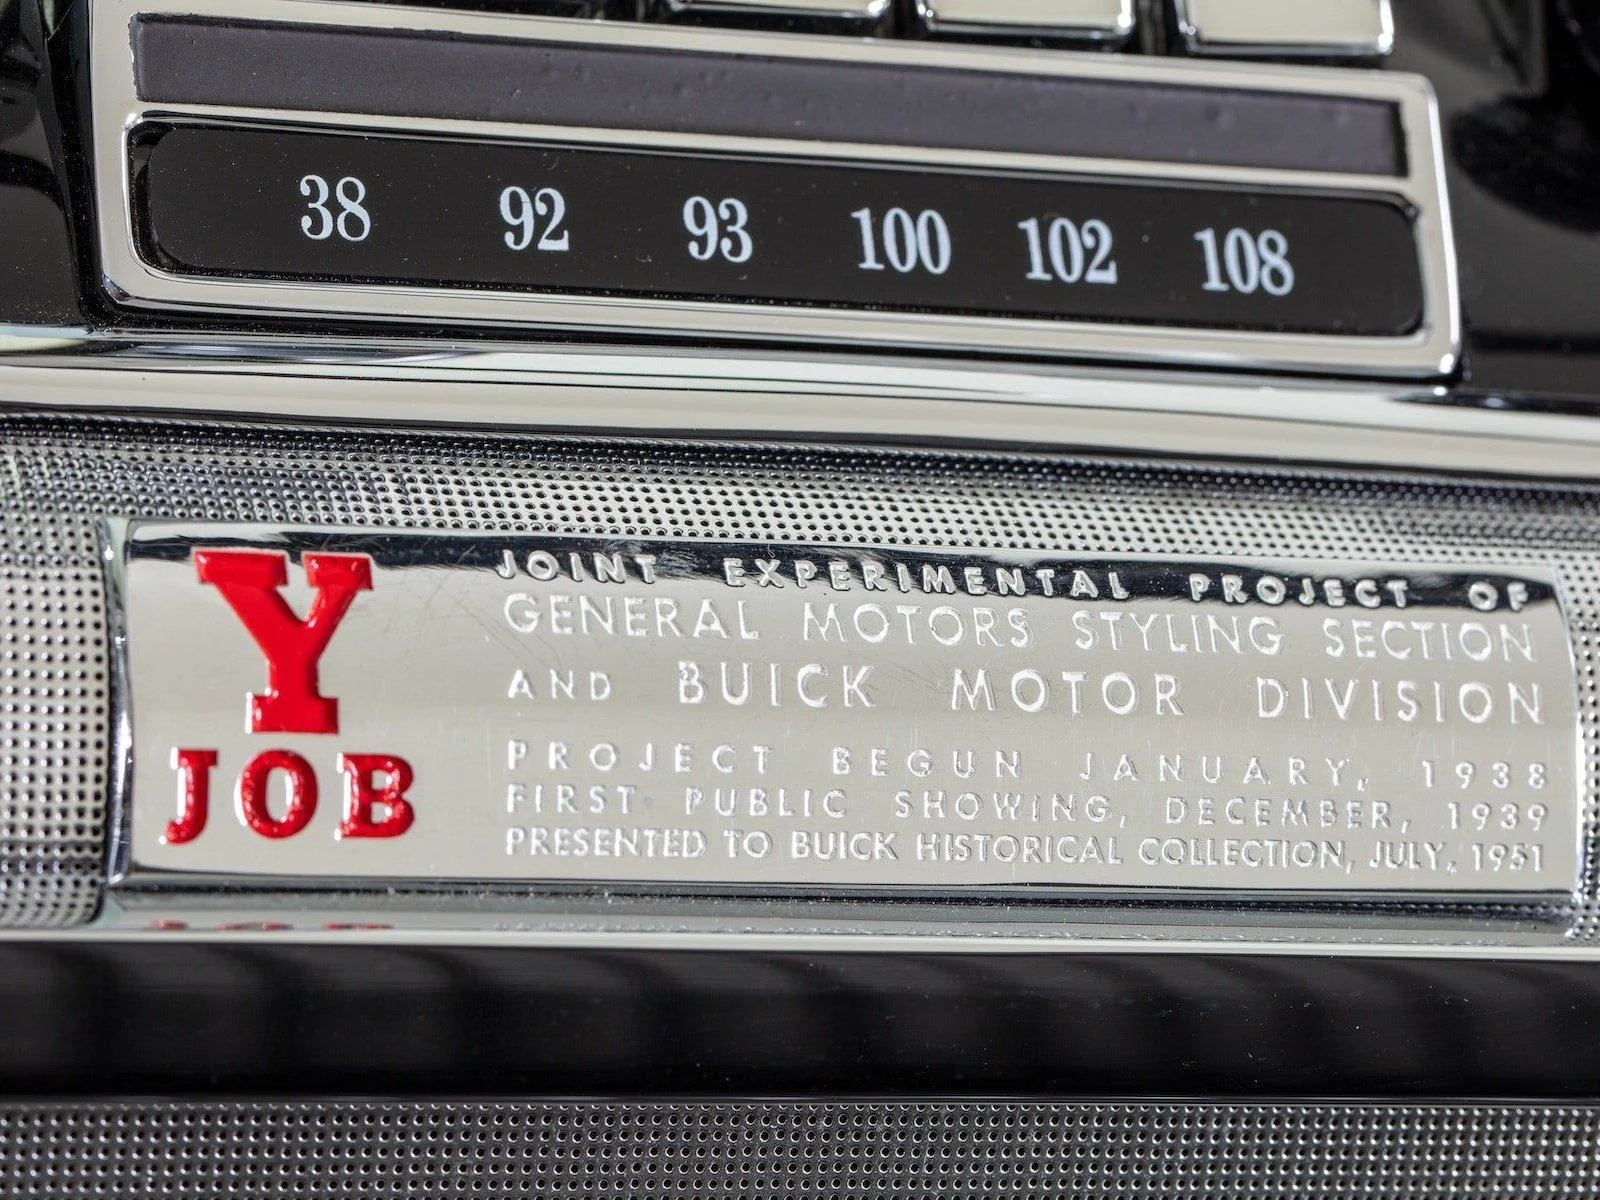 38 92 93 100 102 108
Y
JOB
JOINT EXPERIMENTAL PROJECT OF
GENERAL MOTORS STYLING SECTION
AND BUICK MOTOR DIVISION
PROJECT BEGUN JANUARY, 1938
FIRST PUBLIC SHOWING, DECEMBER, 1939
PRESENTED TO BUICK HISTORICAL COLLECTION, JULY, 1951